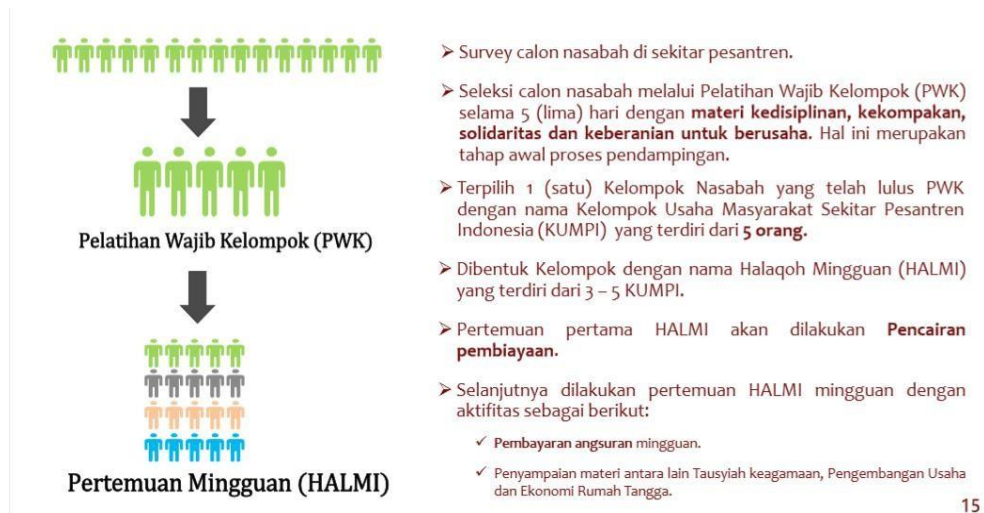 Pelatihan Wajib Kelompok (PWK)
Pertemuan Mingguan (HALMI)
➢ Survey calon nasabah di sekitar pesantren.
➢ Seleksi calon nasabah melalui Pelatihan Wajib Kelompok (PWK)
selama 5 (lima) hari dengan materi kedisiplinan, kekompakan,
solidaritas dan keberanian untuk berusaha. Hal ini merupakan
tahap awal proses pendampingan.
➢ Terpilih 1 (satu) Kelompok Nasabah yang telah lulus PWK
dengan nama Kelompok Usaha Masyarakat Sekitar Pesantren
Indonesia (KUMPI) yang terdiri dari 5 orang.
➢ Dibentuk Kelompok dengan nama Halaqoh Mingguan (HALMI)
yang terdiri dari 3 – 5 KUMPI.
➢ Pertemuan pertama HALMI akan dilakukan Pencairan
pembiayaan.
➢ Selanjutnya dilakukan pertemuan HALMI mingguan dengan
aktifitas sebagai berikut:
✓ Pembayaran angsuran mingguan.
✓ Penyampaian materi antara lain Tausyiah keagamaan, Pengembangan Usaha
dan Ekonomi Rumah Tangga.
15